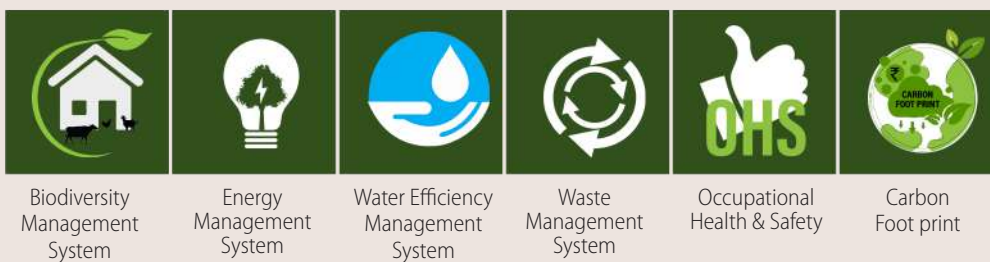 CARBON
FOOT PRINT
OHS
Biodiversity
Management
System
Energy
Management
System
Water Efficiency
Management
System
Waste
Management
System
Occupational
Health & Safety
Carbon
Foot print